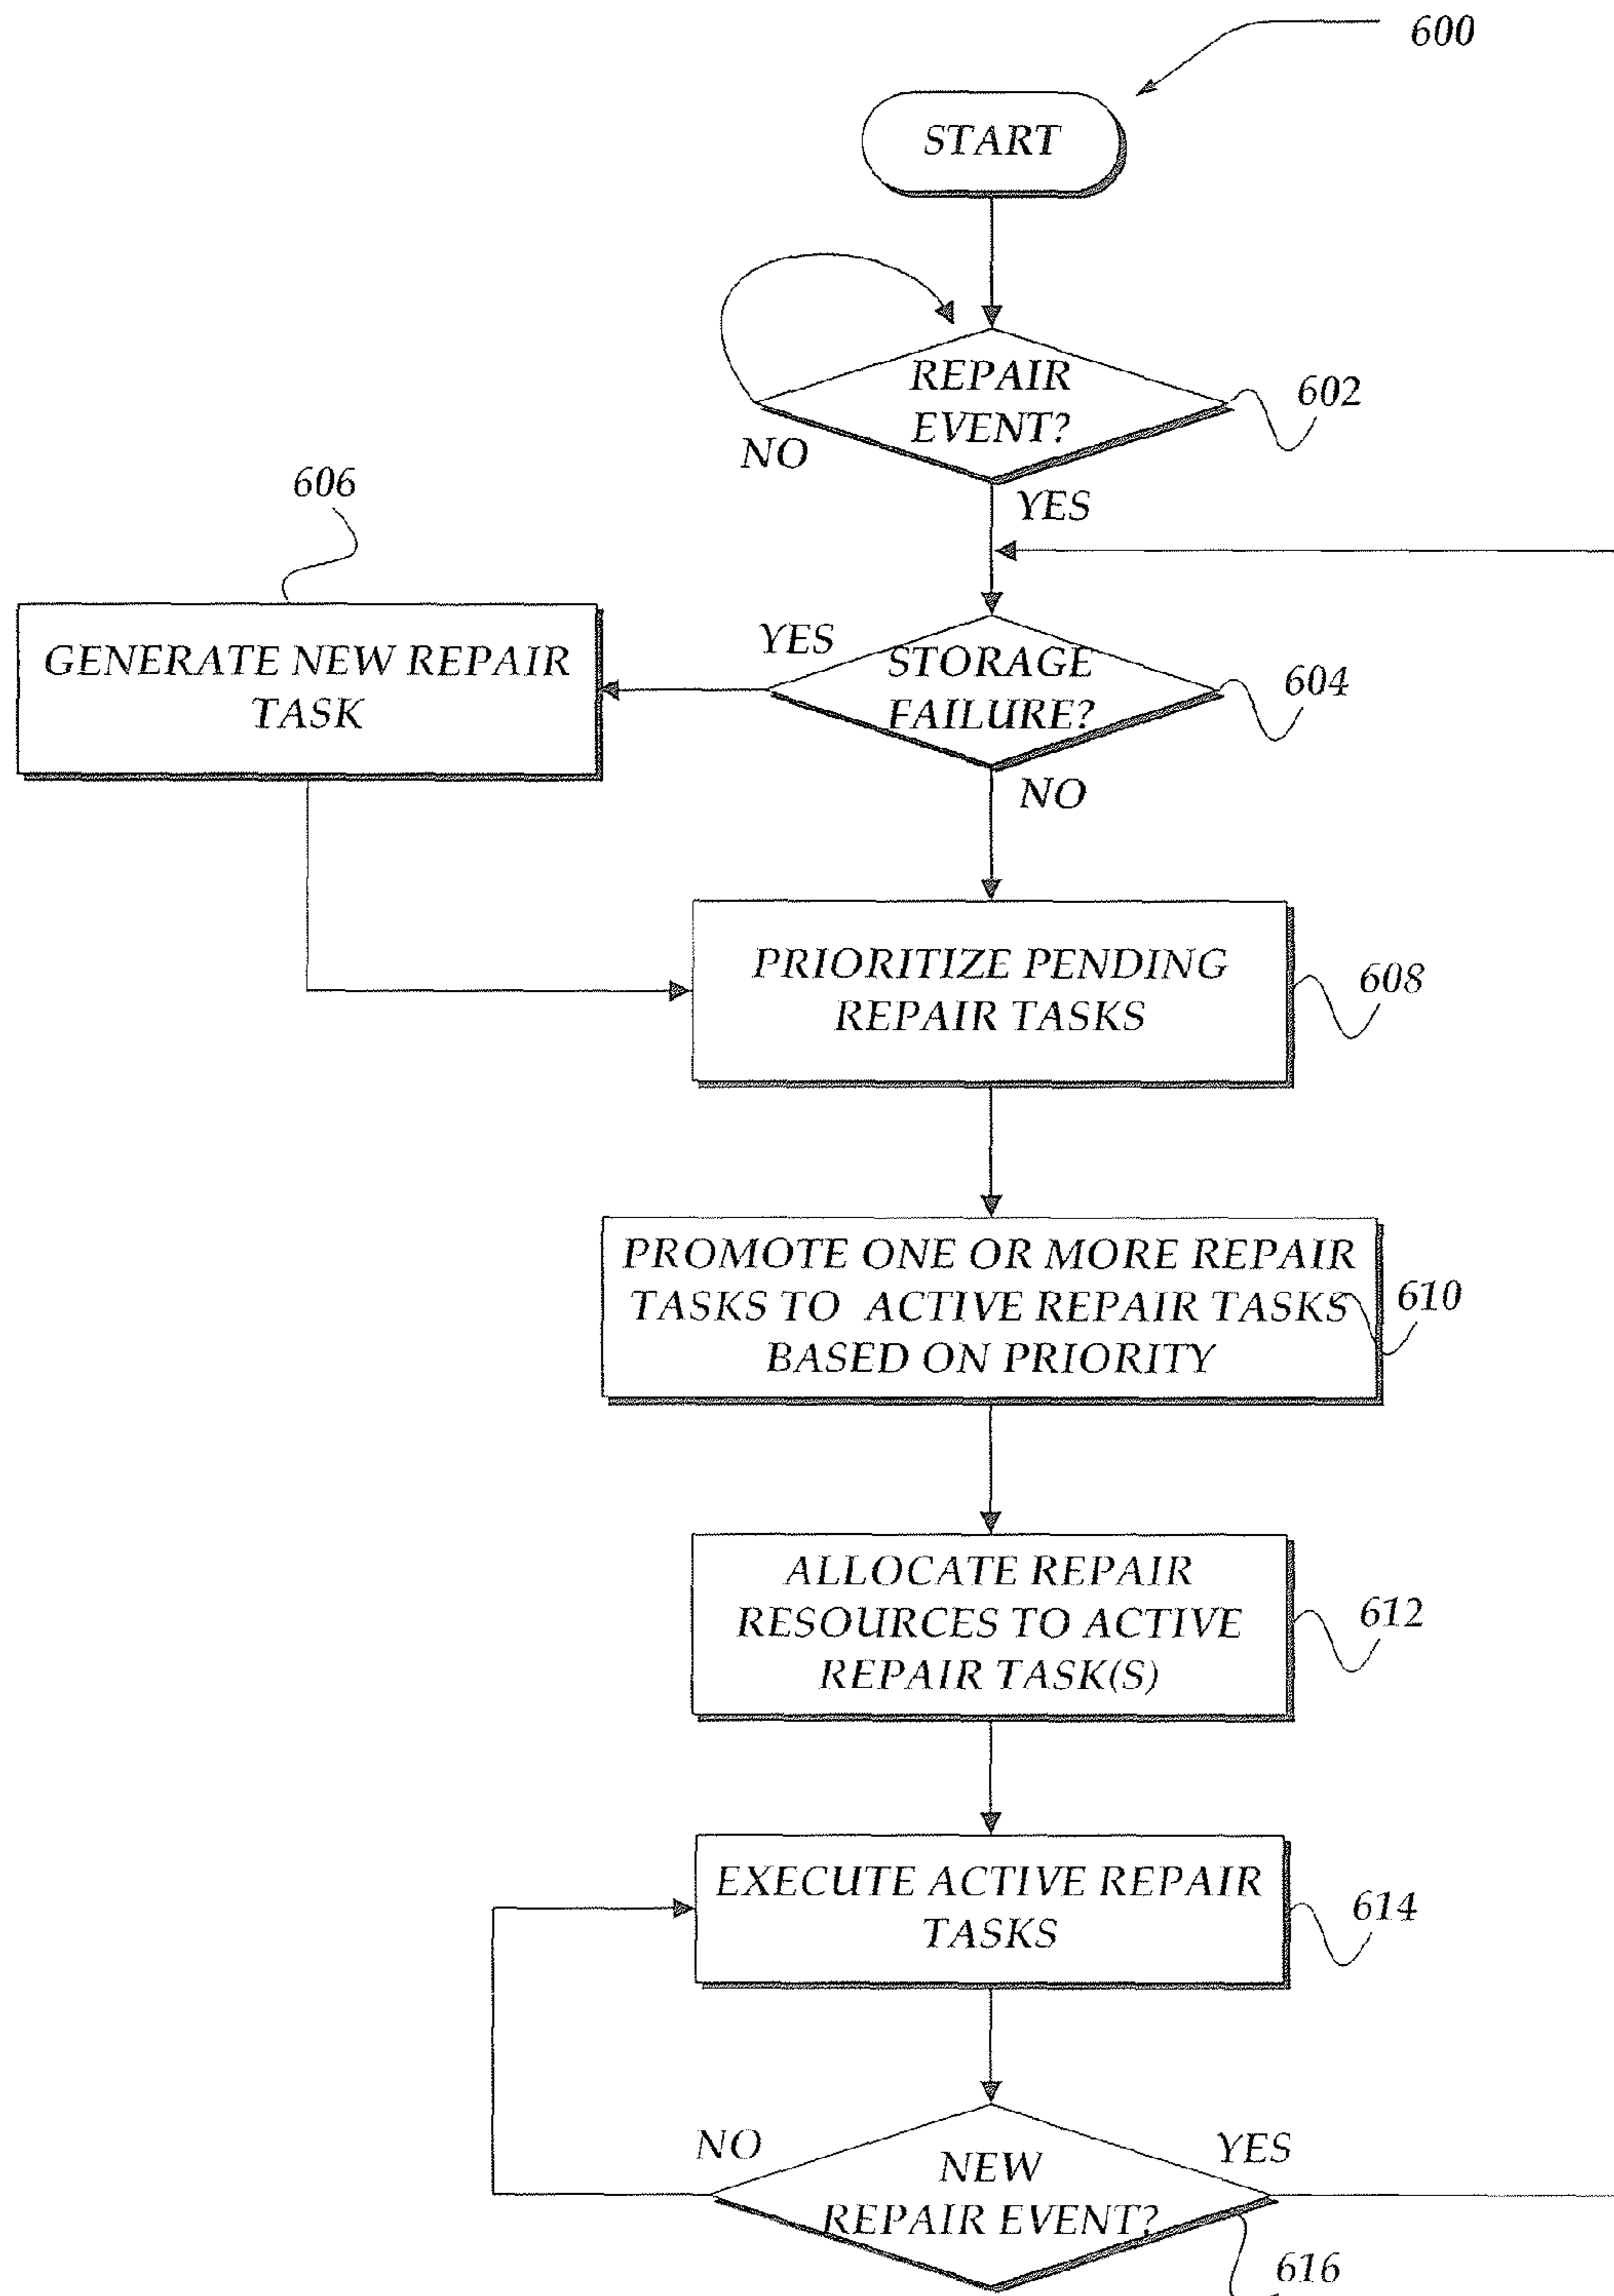 600
START
REPAIR
EVENT?
602
NO
YES
606
GENERATE NEW REPAIR
TASK
YES
STORAGE
FAILURE?
604
NO
PRIORITIZE PENDING
REPAIR TASKS
608
PROMOTE ONE OR MORE REPAIR
TASKS TO ACTIVE REPAIR TASKS
BASED ON PRIORITY
610
ALLOCATE REPAIR
RESOURCES TO ACTIVE
REPAIR TASK(S)
612
EXECUTE ACTIVE REPAIR
TASKS
614
NO
YES
NEW
REPAIR EVENT?
616